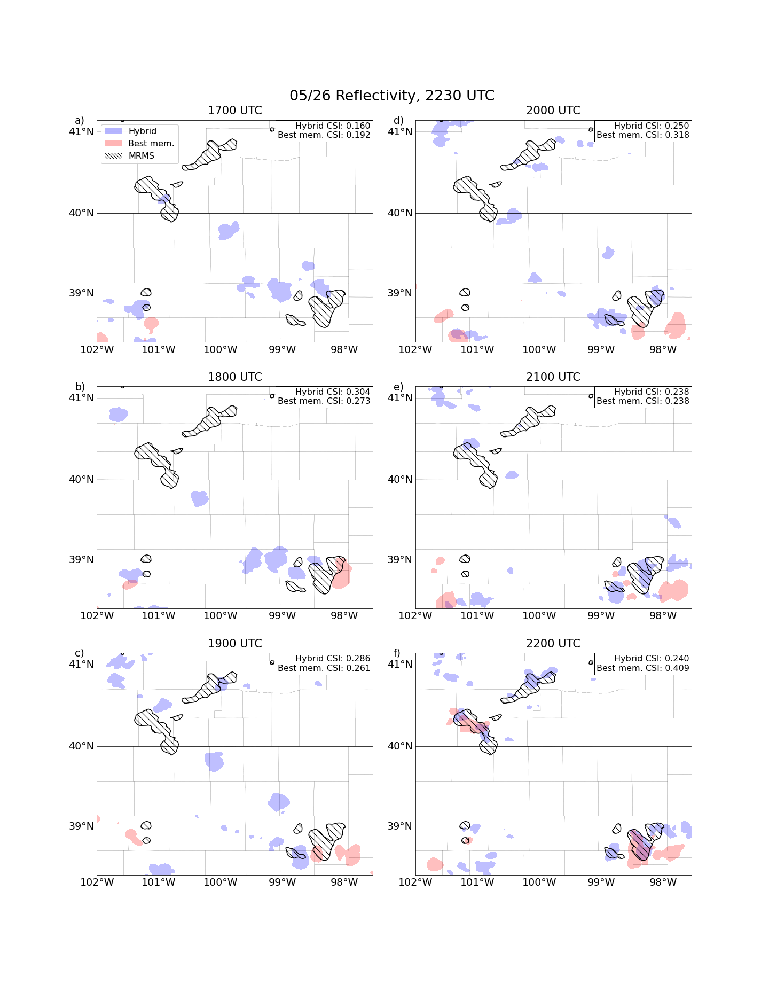 05/26 Reflectivity, 2230 UTC
1700 UTC
a)
Hybrid
Best mem.
MRMS
Hybrid CSI: 0.160
Best mem. CSI: 0.192
41°N
40°N
39°N
102°W 101°W 100°W 99°W 98°W
2000 UTC
d)
Hybrid CSI: 0.250
Best mem. CSI: 0.318
41°N
40°N
39°N
102°W 101°W 100°W 99°W 98°W
1800 UTC
b)
Hybrid CSI: 0.304
Best mem. CSI: 0.273
41°N
40°N
39°N
102°W 101°W 100°W 99°W 98°W
2100 UTC
e)
Hybrid CSI: 0.238
Best mem. CSI: 0.238
41°N
40°N
39°N
102°W 101°W 100°W 99°W 98°W
1900 UTC
c)
Hybrid CSI: 0.286
Best mem. CSI: 0.261
41°N
40°N
39°N
102°W 101°W 100°W 99°W 98°W
2200 UTC
f)
Hybrid CSI: 0.240
Best mem. CSI: 0.409
41°N
40°N
39°N
102°W 101°W 100°W 99°W 98°W